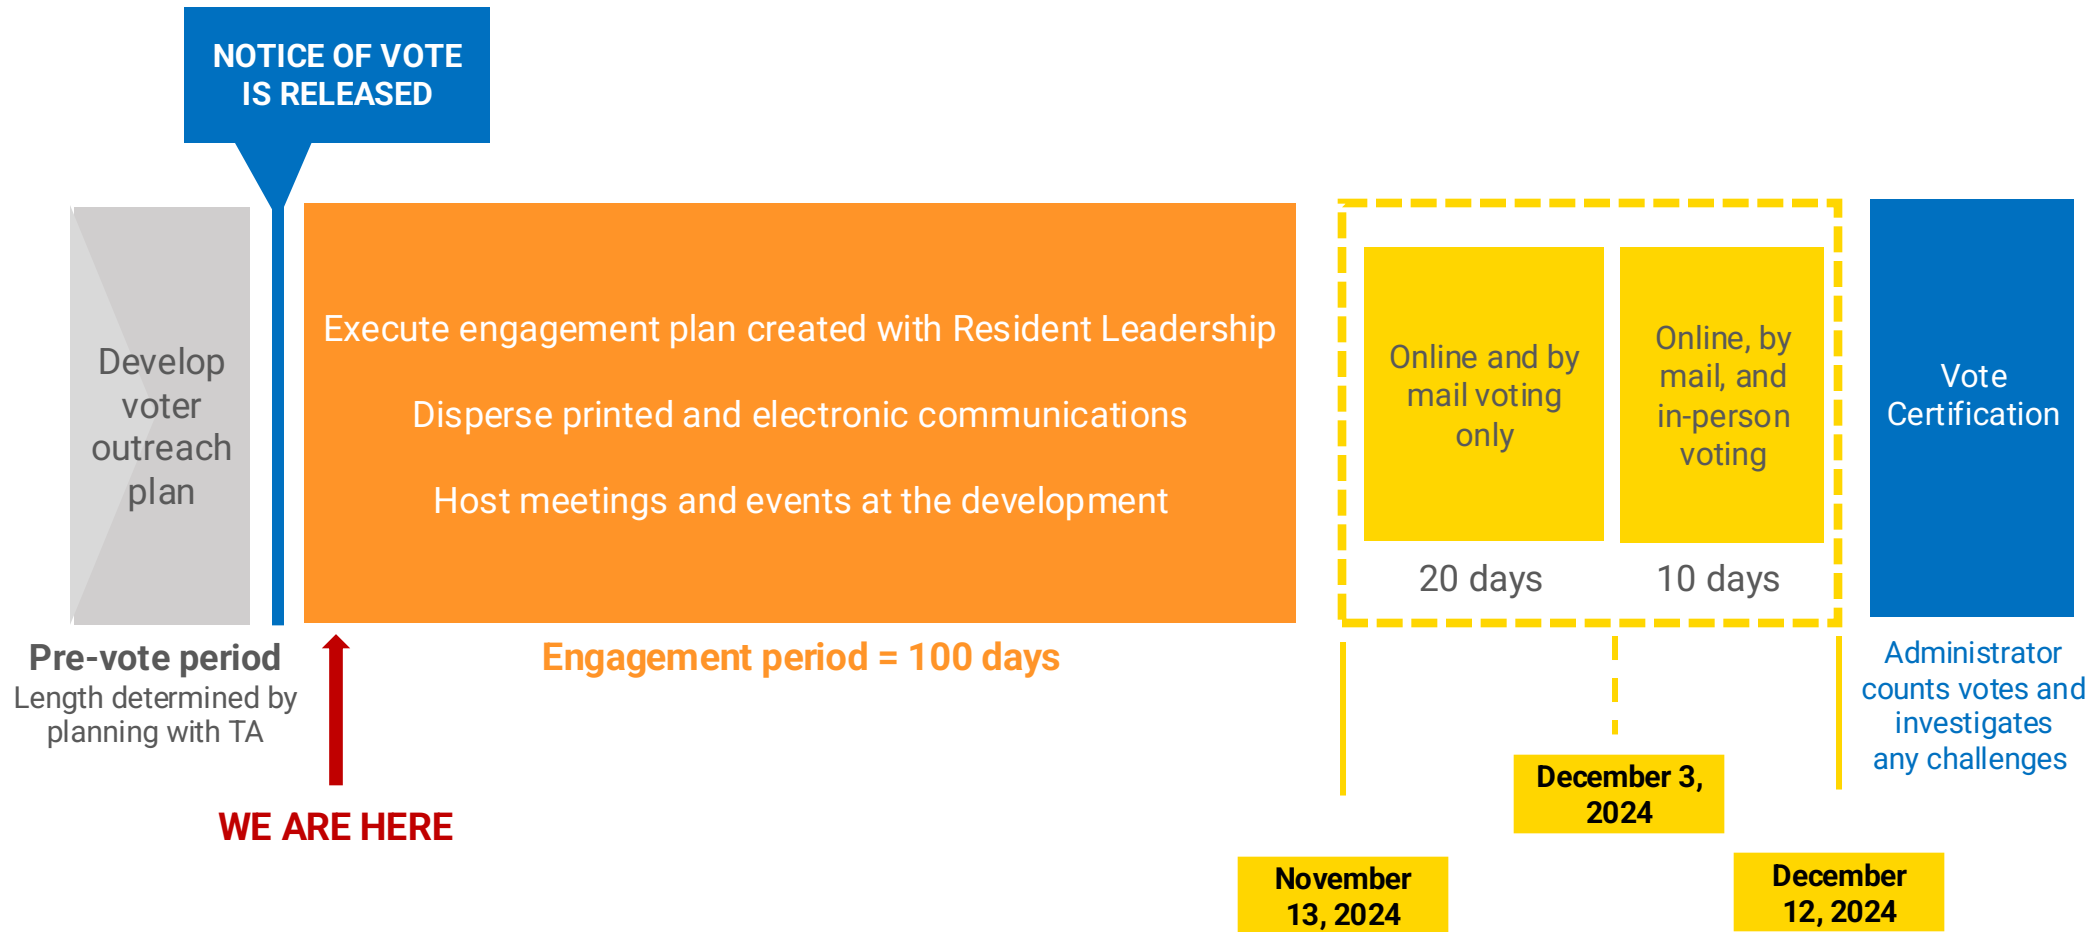 NOTICE OF VOTE
IS RELEASED
Develop
voter
outreach
plan
Pre-vote period
Length determined by
planning with TA
WE ARE HERE
Execute engagement plan created with Resident Leadership
Disperse printed and electronic communications
Host meetings and events at the development
Engagement period = 100 days
Online and by
mail voting
only
20 days
Online, by
mail, and
in-person
voting
10 days
November
13, 2024
December 3,
2024
December
12, 2024
Vote
Certification
Administrator
counts votes and
investigates
any challenges